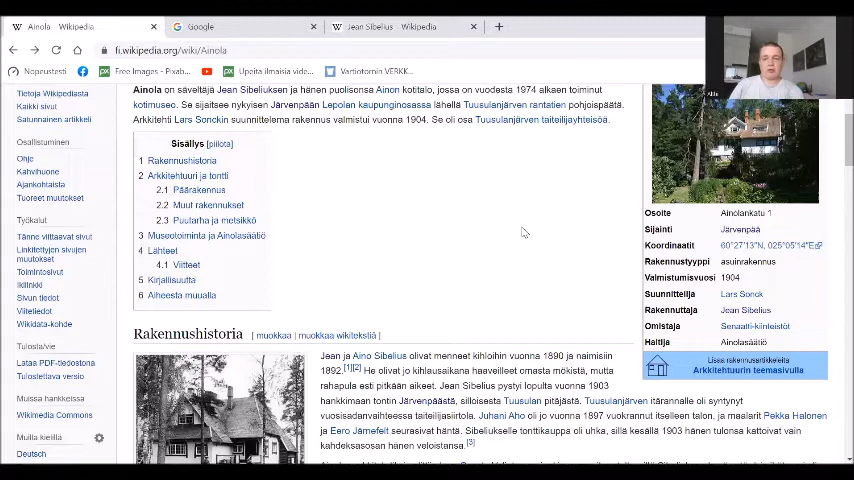 Ainola – Wikipedia
Google
Jean Sibelius – Wikipedia
fi.wikipedia.org/wiki/Ainola
Nopeustesti
Free Images - Pixab...
Upeita ilmaisia video...
Vartiotornin VERKK...
Tietoja Wikipediasta
Kaikki sivut
Satunnainen artikkeli
Osallistuminen
Ohje
Kahvihuone
Ajankohtaista
Tuoreet muutokset
Työkalut
Tänne viittaavat sivut
Linkitettyjen sivujen
muutokset
Toimintosivut
Ikilinkki
Sivun tiedot
Viitetiedot
Wikidata-kohde
Tulosta/vie
Lataa PDF-tiedostona
Tulostettava versio
Muissa hankkeissa
Wikimedia Commons
Muilla kielillä
Deutsch
Ainola on säveltäjä Jean Sibeliuksen ja hänen puolisonsa Ainon kotitalo, jossa on vuodesta 1974 alkaen toiminut
kotimuseo. Se sijaitsee nykyisen Järvenpään Lepolan kaupunginosassa lähellä Tuusulanjärven rantatien pohjoispäätä.
Arkkitehti Lars Sonckin suunnittelema rakennus valmistui vuonna 1904. Se oli osa Tuusulanjärven taiteilijayhteisöä.
Sisällys [piilota]
1 Rakennushistoria
2 Arkkitehtuuri ja tontti
2.1 Päärakennus
2.2 Muut rakennukset
2.3 Puutarha ja metsikkö
3 Museotoiminta ja Ainolasäätiö
4 Lähteet
4.1 Viitteet
5 Kirjallisuutta
6 Aiheesta muualla
Rakennushistoria [ muokkaa | muokkaa wikitekstiä ]
Jean ja Aino Sibelius olivat menneet kihloihin vuonna 1890 ja naimisiin
1892.[1][2] He olivat jo kihlausaikana haaveilleet omasta mökistä, mutta
rahapula esti pitkään aikeet. Jean Sibelius pystyi lopulta vuonna 1903
hankkimaan tontin Järvenpäästä, silloisesta Tuusulan pitäjästä. Tuusulanjärven itärannalle oli syntynyt
vuosisadanvaihteessa taiteilijasiirtola. Juhani Aho oli jo vuonna 1897 vuokrannut itselleen talon, ja maalarit Pekka Halonen
ja Eero Järnefelt seurasivat häntä. Sibeliukselle tonttikauppa oli uhka, sillä kesällä 1903 hänen tulonsa kattoivat vain
kahdeksasosan hänen veloistansa.[3]
Osoite Ainolankatu 1
Sijainti Järvenpää
Koordinaatit 60°27′13″N, 025°05′14″E
Rakennustyyppi asuinrakennus
Valmistumisvuosi 1904
Suunnittelija Lars Sonck
Rakennuttaja Jean Sibelius
Omistaja Senaatti-kiinteistöt
Haltija Ainolasäätiö
Lisää rakennusartikkeleita
Arkkitehtuurin teemasivulla